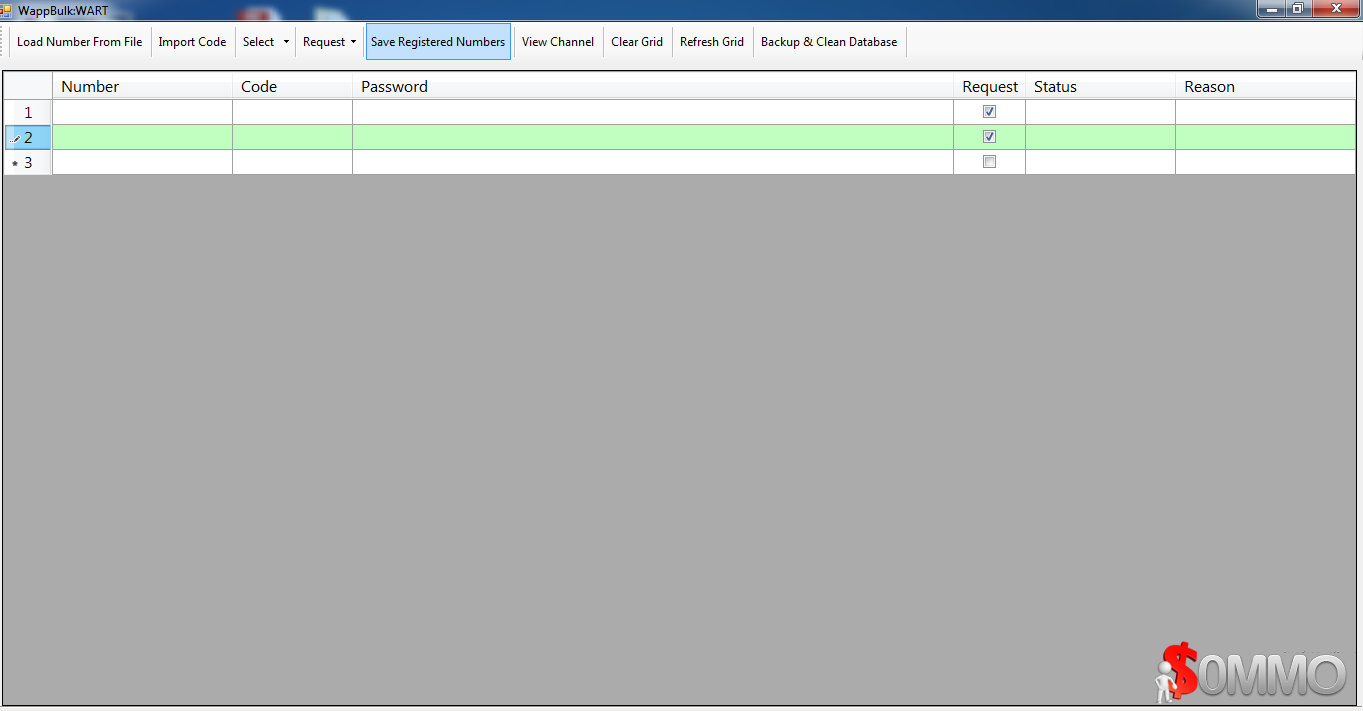 WappBulk:WART
Load Number From File Import Code Select Request Save Registered Numbers View Channel Clear Grid Refresh Grid Backup & Clean Database
Number Code Password Request Status Reason
1
2
* 3
$0MMO